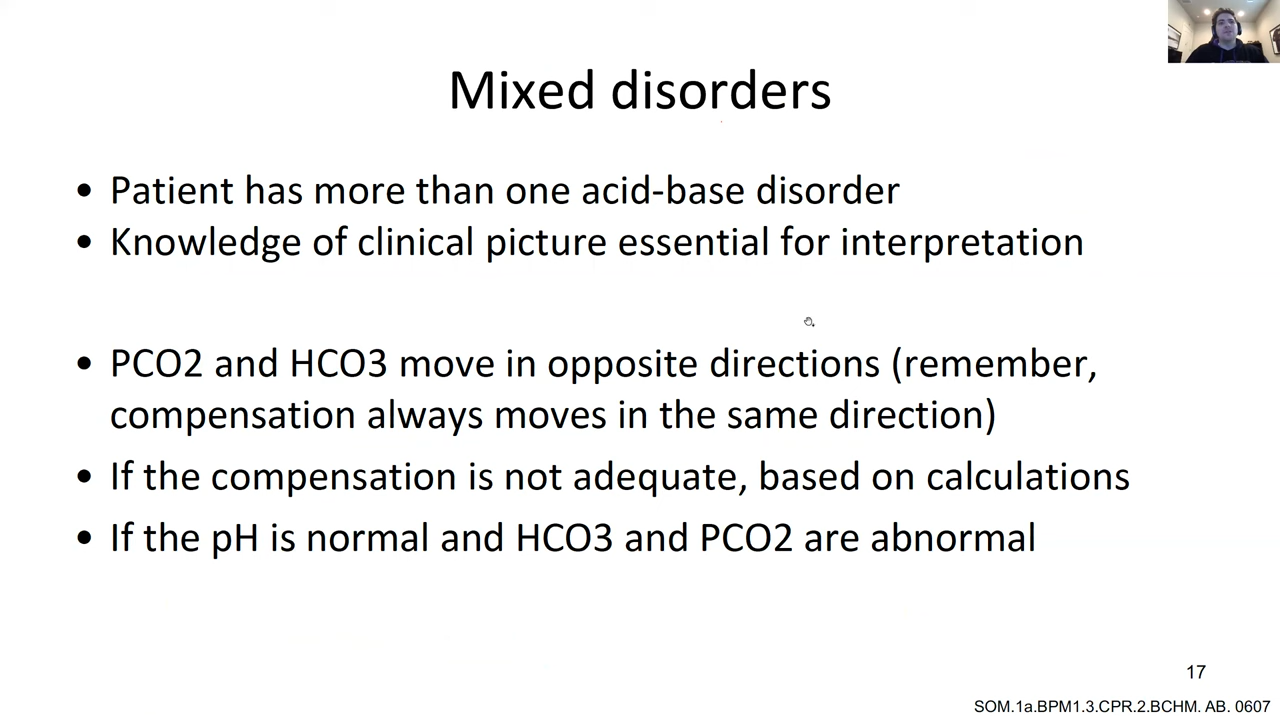 Mixed disorders
• Patient has more than one acid-base disorder
• Knowledge of clinical picture essential for interpretation
• PCO2 and HCO3 move in opposite directions (remember,
compensation always moves in the same direction)
• If the compensation is not adequate, based on calculations
• If the pH is normal and HCO3 and PCO2 are abnormal
17
SOM.1a.BPM1.3.CPR.2.BCHM. AB. 0607